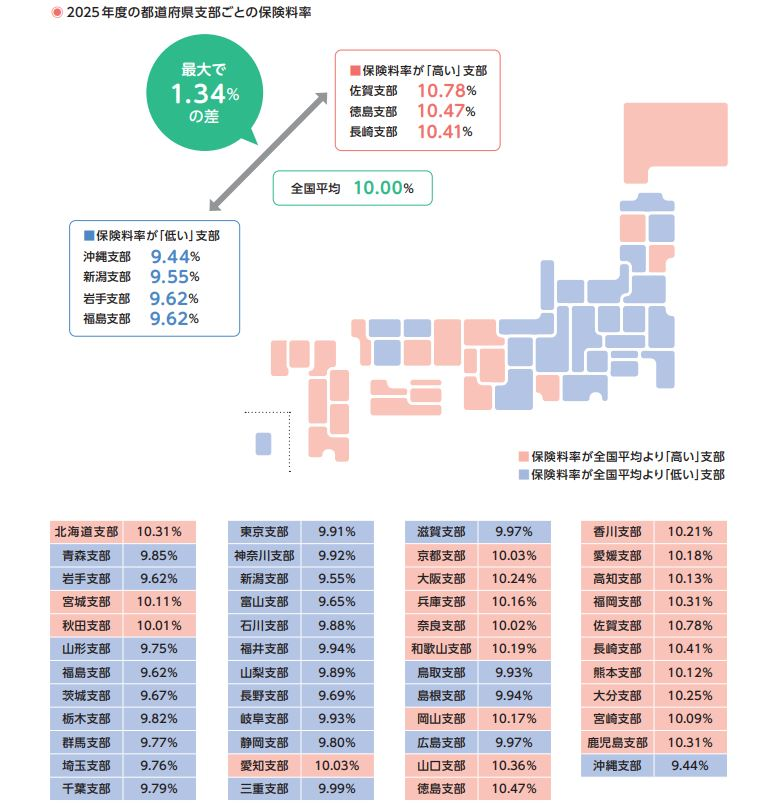 ◉ 2025年度の都道府県支部ごとの保険料率
最大で
1.34%
の差
■保険料率が「高い」支部
佐賀支部 10.78%
徳島支部 10.47%
長崎支部 10.41%
全国平均 10.00%
■保険料率が「低い」支部
沖縄支部 9.44%
新潟支部 9.55%
岩手支部 9.62%
福島支部 9.62%
■保険料率が全国平均より「高い」支部
■保険料率が全国平均より「低い」支部
北海道支部 10.31%
青森支部 9.85%
岩手支部 9.62%
宮城支部 10.11%
秋田支部 10.01%
山形支部 9.75%
福島支部 9.62%
茨城支部 9.67%
栃木支部 9.82%
群馬支部 9.77%
埼玉支部 9.76%
千葉支部 9.79%
東京支部 9.91%
神奈川支部 9.92%
新潟支部 9.55%
富山支部 9.65%
石川支部 9.88%
福井支部 9.94%
山梨支部 9.89%
長野支部 9.69%
岐阜支部 9.93%
静岡支部 9.80%
愛知支部 10.03%
三重支部 9.99%
滋賀支部 9.97%
京都支部 10.03%
大阪支部 10.24%
兵庫支部 10.16%
奈良支部 10.02%
和歌山支部 10.19%
鳥取支部 9.93%
島根支部 9.94%
岡山支部 10.17%
広島支部 9.97%
山口支部 10.36%
徳島支部 10.47%
香川支部 10.21%
愛媛支部 10.18%
高知支部 10.13%
福岡支部 10.31%
佐賀支部 10.78%
長崎支部 10.41%
熊本支部 10.12%
大分支部 10.25%
宮崎支部 10.09%
鹿児島支部 10.31%
沖縄支部 9.44%